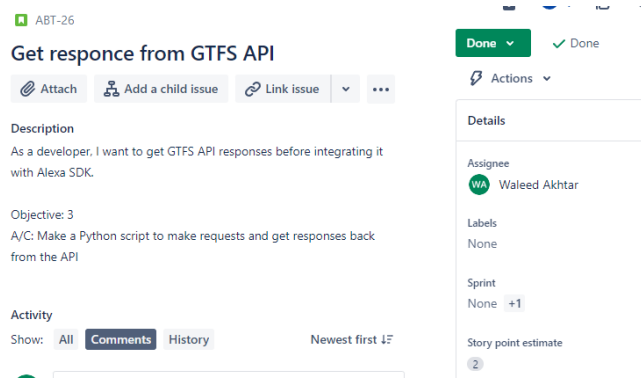 ABT-26
Get responce from GTFS API
Attach
Add a child issue
Link issue
Description
As a developer, I want to get GTFS API responses before integrating it
with Alexa SDK.
Objective: 3
A/C: Make a Python script to make requests and get responses back
from the API
Activity
Show:
All
Comments
History
Newest first
Done
Done
Actions
Details
Assignee
WA
Waleed Akhtar
Labels
None
Sprint
None +1
Story point estimate
2